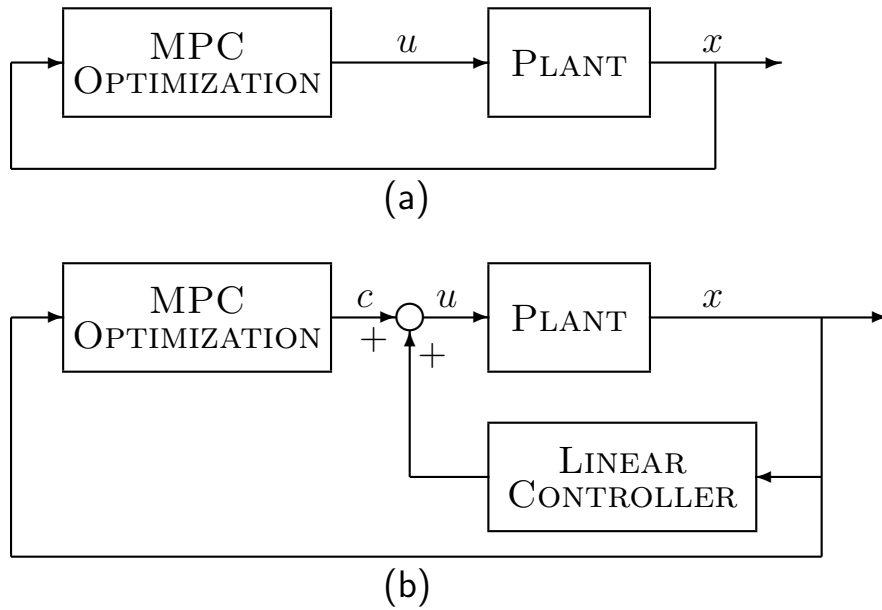 MPC
OPTIMIZATION
u
PLANT
x
(a)
MPC
OPTIMIZATION
c
+
u
+
PLANT
x
LINEAR
CONTROLLER
(b)